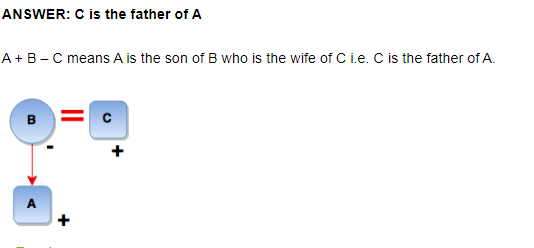 ANSWER: C is the father of A
A + B – C means A is the son of B who is the wife of C i.e. C is the father of A.
B = C
- +
A
+